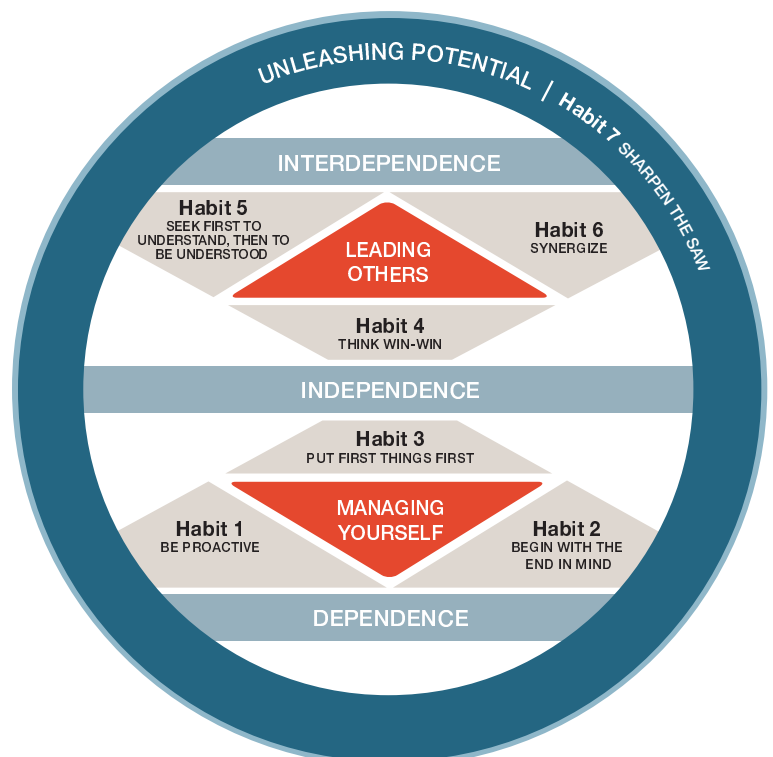 UNLEASHING POTENTIAL | Habit 7 SHARPEN THE SAW
INTERDEPENDENCE
Habit 5
SEEK FIRST TO
UNDERSTAND, THEN TO
BE UNDERSTOOD
LEADING
OTHERS
Habit 6
SYNERGIZE
Habit 4
THINK WIN-WIN
INDEPENDENCE
Habit 3
PUT FIRST THINGS FIRST
Habit 1
BE PROACTIVE
MANAGING
YOURSELF
Habit 2
BEGIN WITH THE
END IN MIND
DEPENDENCE